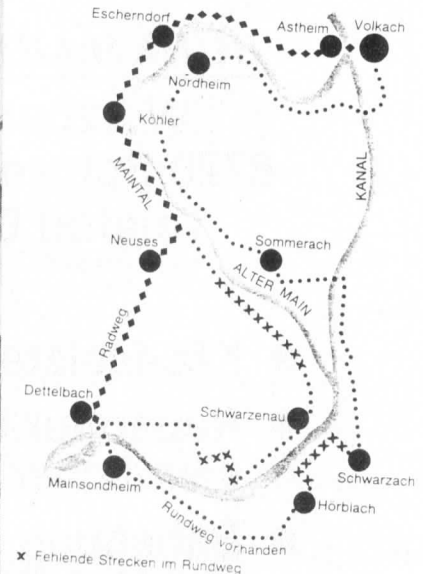 Escherndorf
Astheim
Volkach
Nordheim
Köhler
MAINTAL
KANAL
Neuses
Sommerach
ALTER MAIN
Radweg
Dettelbach
Schwarzenau
Mainsondheim
Schwarzach
Hörblach
Rundweg vorhanden
x Fehlende Strecken im Rundweg